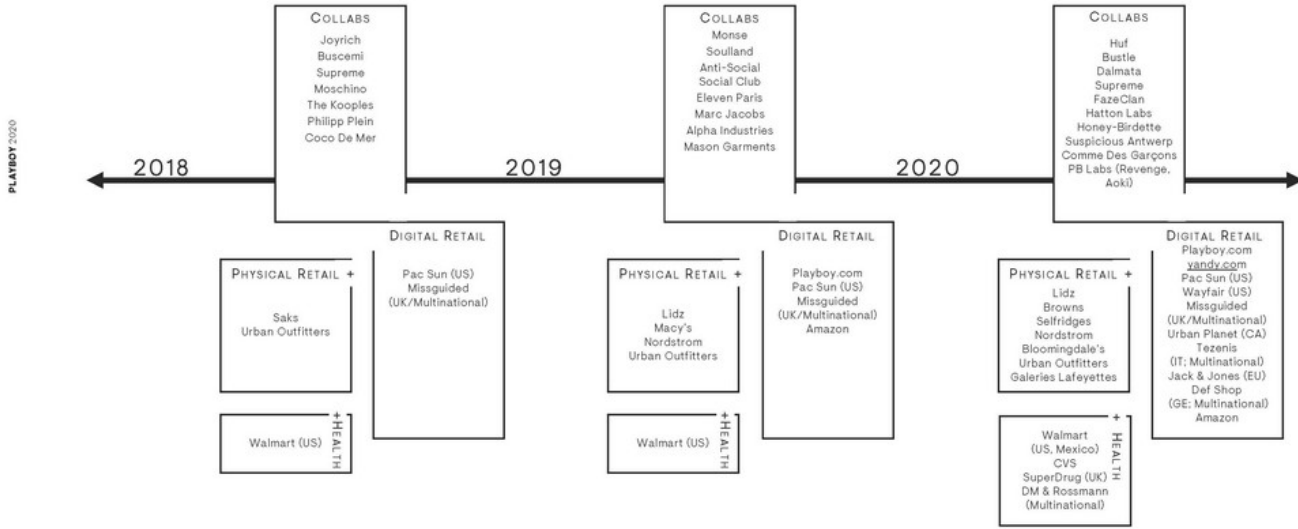 PLAYBOY 2020
2018
COLLABS
Joyrich
Buscemi
Supreme
Moschino
The Kooples
Philipp Plein
Coco De Mer
DIGITAL RETAIL
Pac Sun (US)
Missguided
(UK/Multinational)
PHYSICAL RETAIL +
Saks
Urban Outfitters
+HEALTH
Walmart (US)
2019
COLLABS
Monse
Soulland
Anti-Social
Social Club
Eleven Paris
Marc Jacobs
Alpha Industries
Mason Garments
DIGITAL RETAIL
Playboy.com
Pac Sun (US)
Missguided
(UK/Multinational)
Amazon
PHYSICAL RETAIL +
Lidz
Macy's
Nordstrom
Urban Outfitters
+HEALTH
Walmart (US)
2020
COLLABS
Huf
Bustle
Dalmata
Supreme
FazeClan
Hatton Labs
Honey-Birdette
Suspicious Antwerp
Comme Des Garçons
PB Labs (Revenge,
Aoki)
DIGITAL RETAIL
Playboy.com
yandy.com
Pac Sun (US)
Wayfair (US)
Missguided
(UK/Multinational)
Urban Planet (CA)
Tezenis
(IT; Multinational)
Jack & Jones (EU)
Def Shop
(GE; Multinational)
Amazon
PHYSICAL RETAIL +
Lidz
Browns
Selfridges
Nordstrom
Bloomingdale's
Urban Outfitters
Galeries Lafeyettes
+ HEALTH
Walmart
(US, Mexico)
CVS
SuperDrug (UK)
DM & Rossmann
(Multinational)